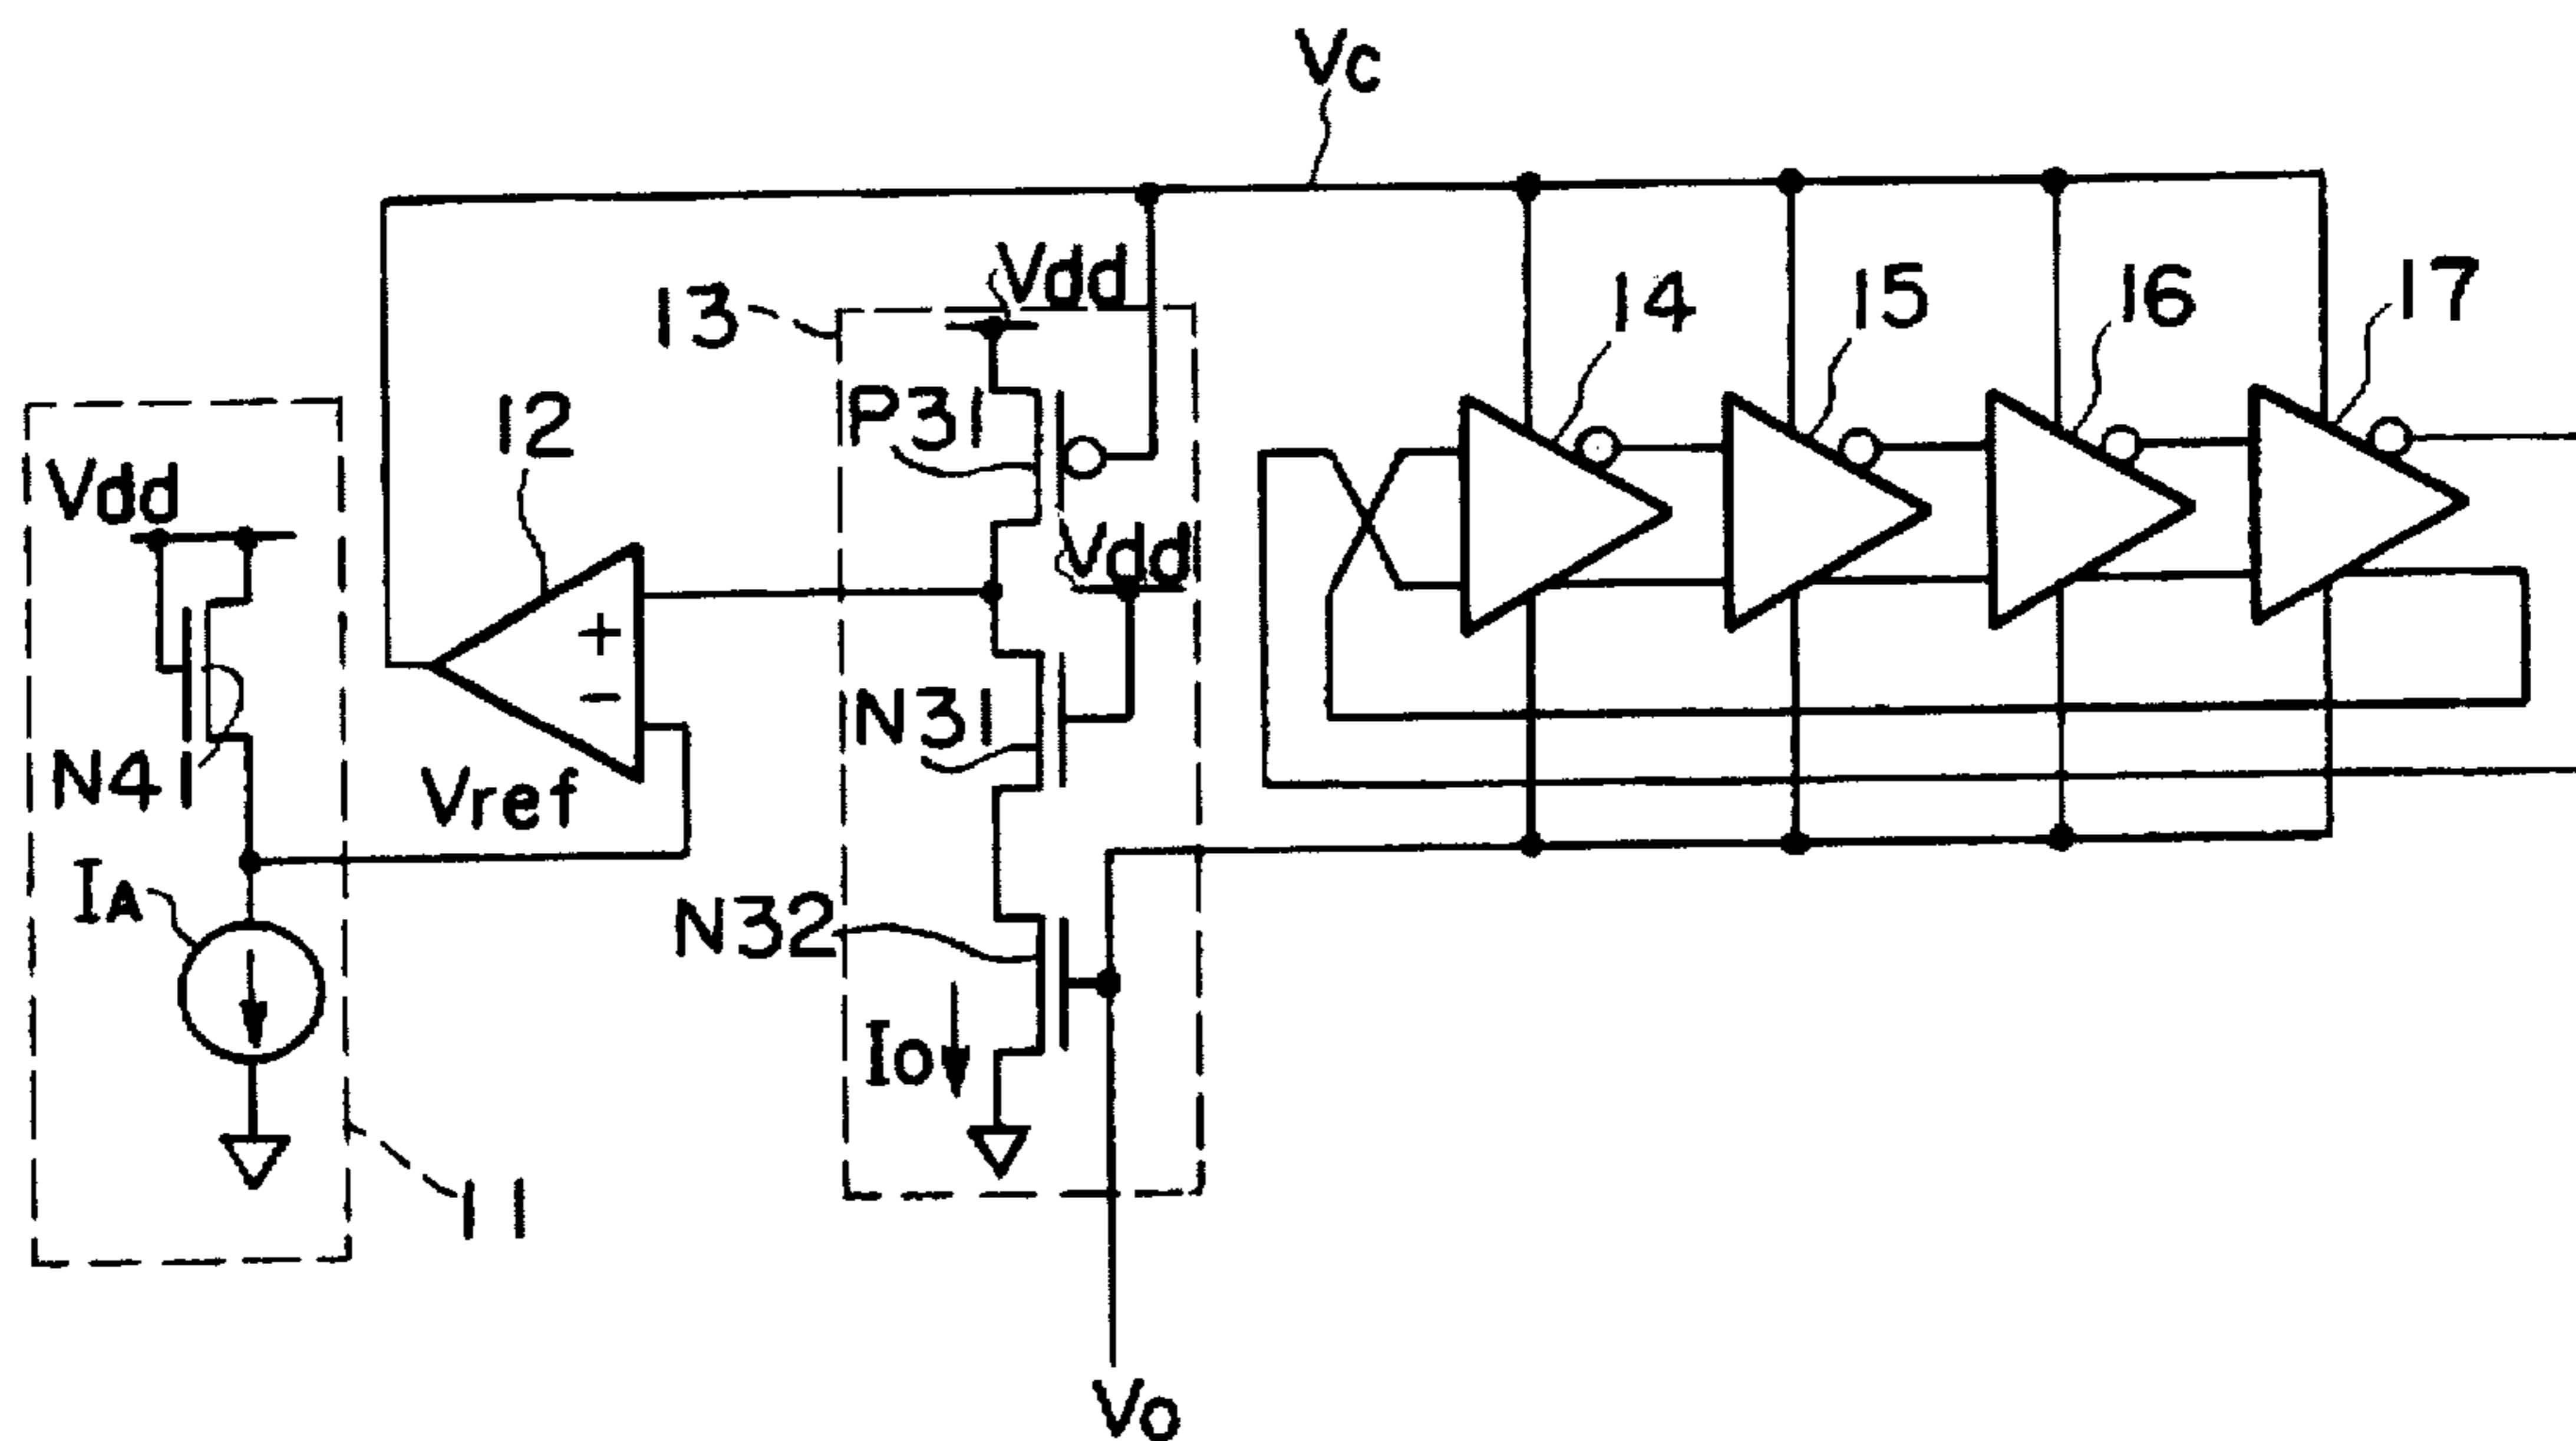 Vc
Vdd
13
14
15
16
17
P31
12
Vdd
Vdd
+
−
N31
N41
Vref
IA
N32
Io
11
Vo